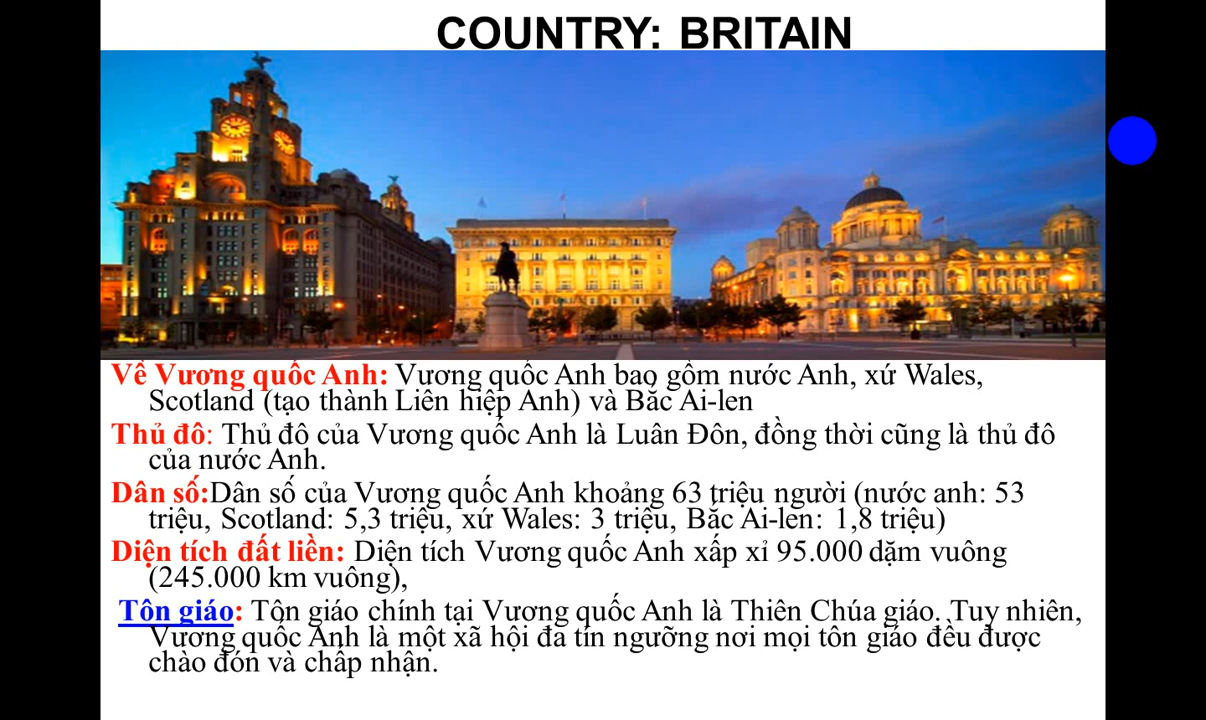 COUNTRY: BRITAIN
Về Vương quốc Anh: Vương quốc Anh bao gồm nước Anh, xứ Wales,
Scotland (tạo thành Liên hiệp Anh) và Bắc Ai-len
Thủ đô: Thủ đô của Vương quốc Anh là Luân Đôn, đồng thời cũng là thủ đô
của nước Anh.
Dân số:Dân số của Vương quốc Anh khoảng 63 triệu người (nước anh: 53
triệu, Scotland: 5,3 triệu, xứ Wales: 3 triệu, Bắc Ai-len: 1,8 triệu)
Diện tích đất liền: Diện tích Vương quốc Anh xấp xỉ 95.000 dặm vuông
(245.000 km vuông),
Tôn giáo: Tôn giáo chính tại Vương quốc Anh là Thiên Chúa giáo. Tuy nhiên,
Vương quốc Anh là một xã hội đa tín ngưỡng nơi mọi tôn giáo đều được
chào đón và chấp nhận.